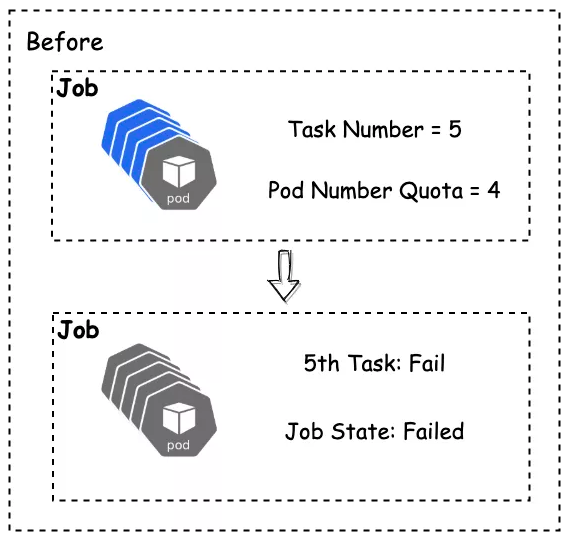 Before
Job
Task Number = 5
Pod Number Quota = 4
pod
Job
5th Task: Fail
Job State: Failed
pod